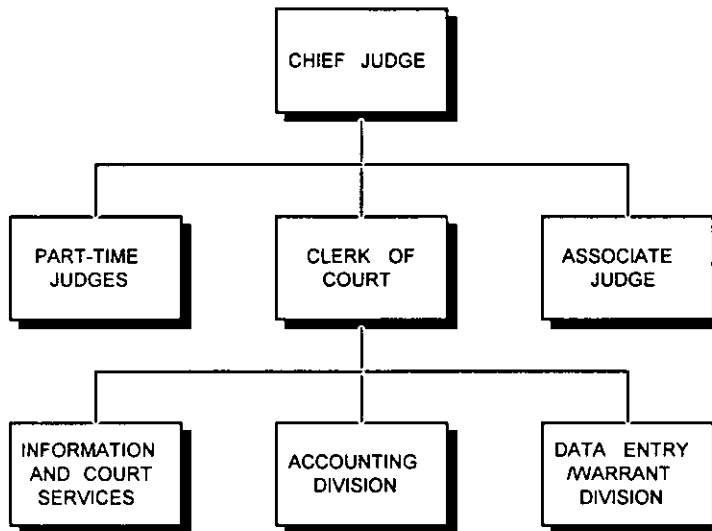 CHIEF JUDGE
PART-TIME
JUDGES
CLERK OF
COURT
ASSOCIATE
JUDGE
INFORMATION
AND COURT
SERVICES
ACCOUNTING
DIVISION
DATA ENTRY
/WARRANT
DIVISION